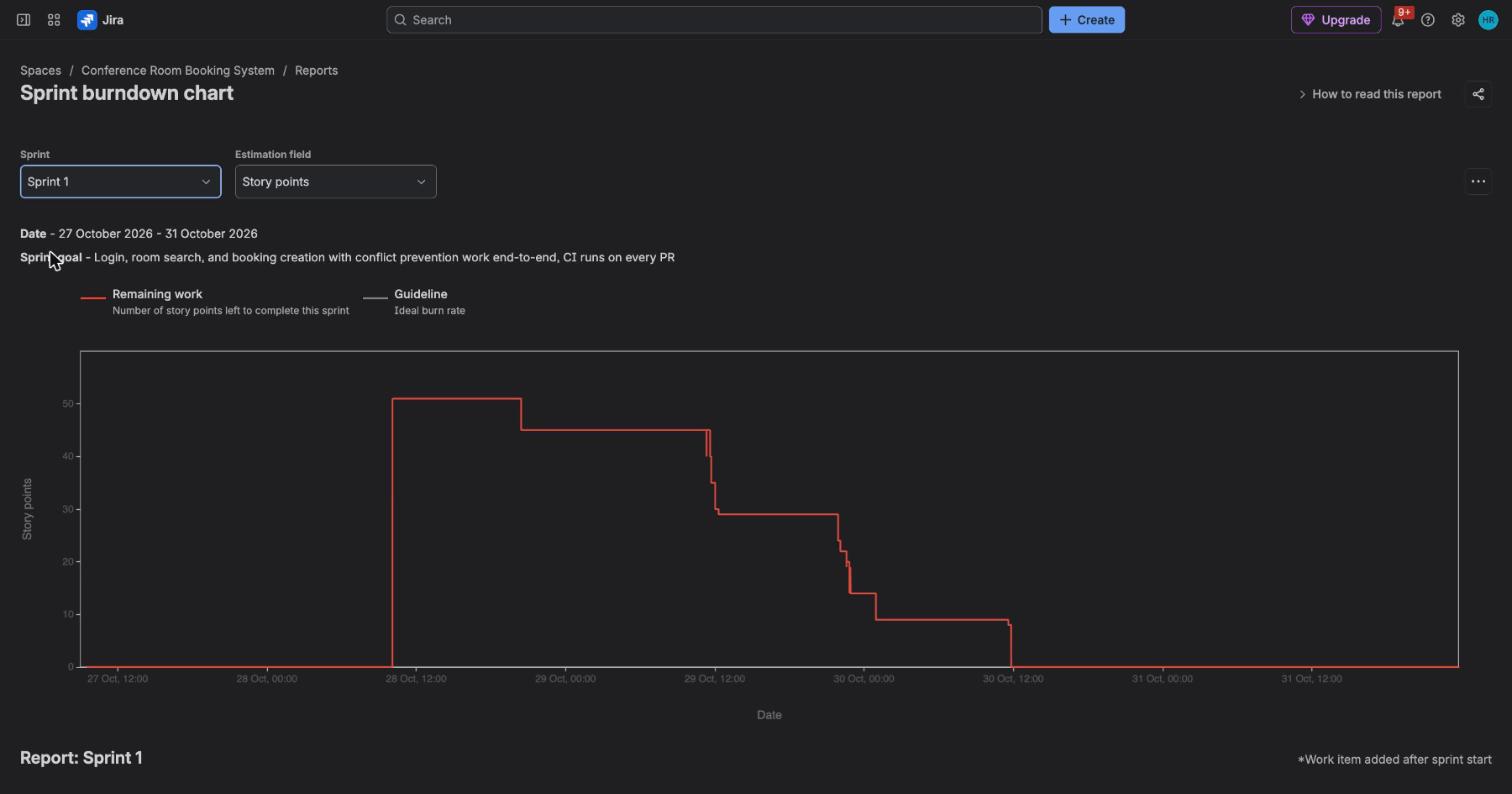 Jira
Search
+ Create
Upgrade
9+
HR
Spaces / Conference Room Booking System / Reports
Sprint burndown chart
How to read this report
Sprint
Estimation field
Sprint 1
Story points
Date - 27 October 2026 - 31 October 2026
Sprint goal - Login, room search, and booking creation with conflict prevention work end-to-end, CI runs on every PR
Remaining work
Number of story points left to complete this sprint
Guideline
Ideal burn rate
Story points
50
40
30
20
10
0
27 Oct, 12:00
28 Oct, 00:00
28 Oct, 12:00
29 Oct, 00:00
29 Oct, 12:00
30 Oct, 00:00
30 Oct, 12:00
31 Oct, 00:00
31 Oct, 12:00
Date
Report: Sprint 1
*Work item added after sprint start